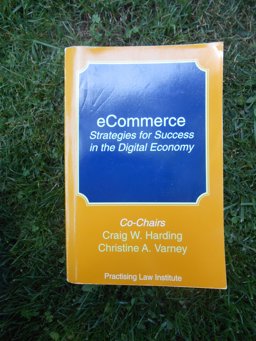 eCommerce
Strategies for Success
in the Digital Economy
Co-Chairs
Craig W. Harding
Christine A. Varney
Practising Law Institute